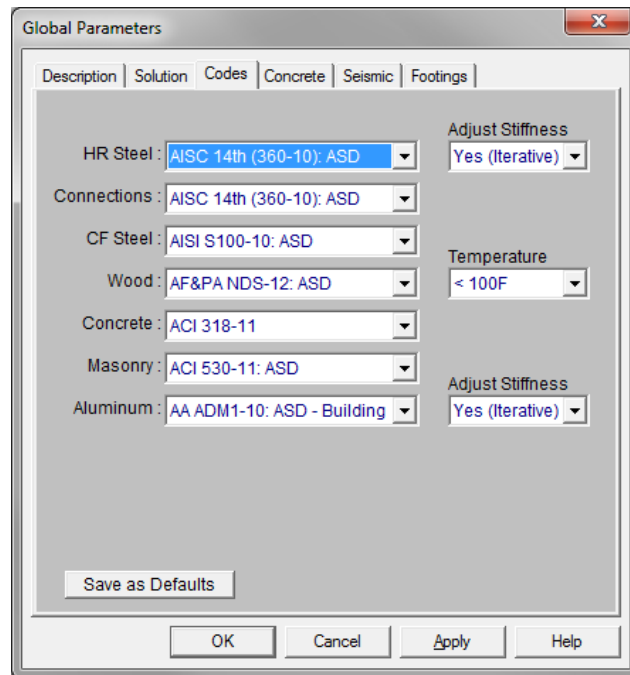 Global Parameters
Description Solution Codes Concrete Seismic Footings
Adjust Stiffness
HR Steel : AISC 14th (360-10): ASD Yes (Iterative)
Connections : AISC 14th (360-10): ASD
CF Steel : AISI S100-10: ASD
Temperature
Wood : AF&PA NDS-12: ASD < 100F
Concrete : ACI 318-11
Masonry : ACI 530-11: ASD
Adjust Stiffness
Aluminum : AA ADM1-10: ASD - Building Yes (Iterative)
Save as Defaults
OK Cancel Apply Help